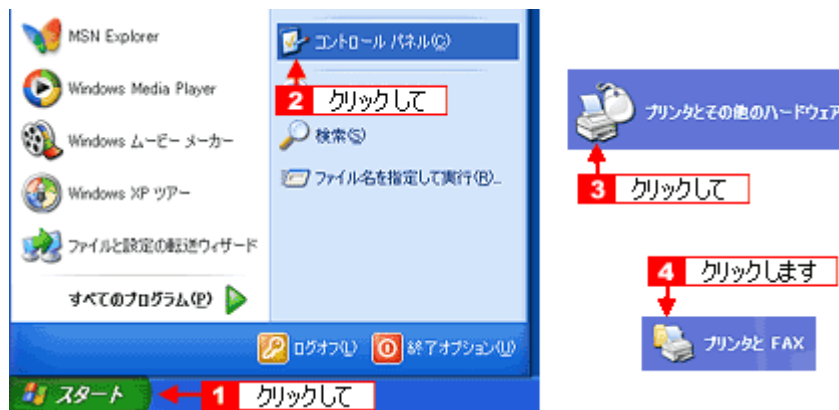 MSN Explorer
Windows Media Player
Windows ムービー メーカー
Windows XP ツアー
ファイルと設定の転送ウィザード
すべてのプログラム(P)
コントロール パネル(C)
2 クリックして
検索(S)
ファイル名を指定して実行(R)...
ログオフ(L)
終了オプション(U)
スタート
1 クリックして
プリンタとその他のハードウェア
3 クリックして
4 クリックします
プリンタと FAX